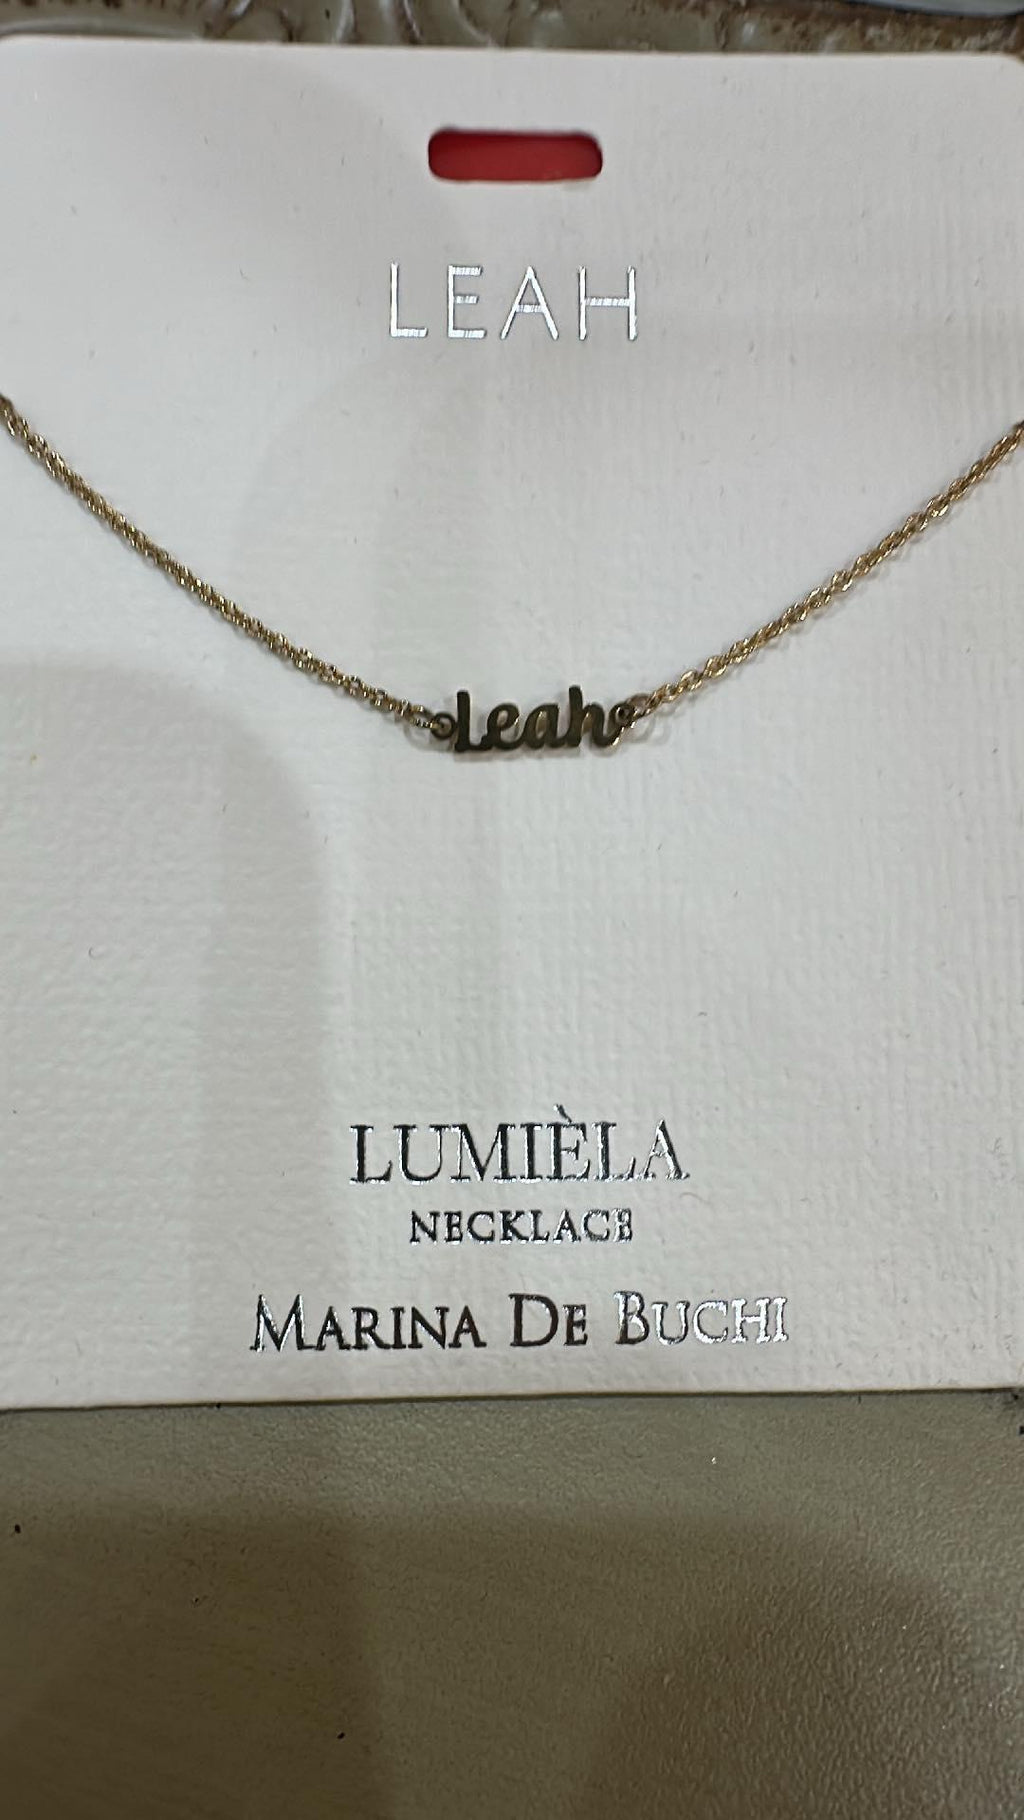 LEAH
Leah
LUMIÈLA
NECKLACE
MARINA DE BUCHI